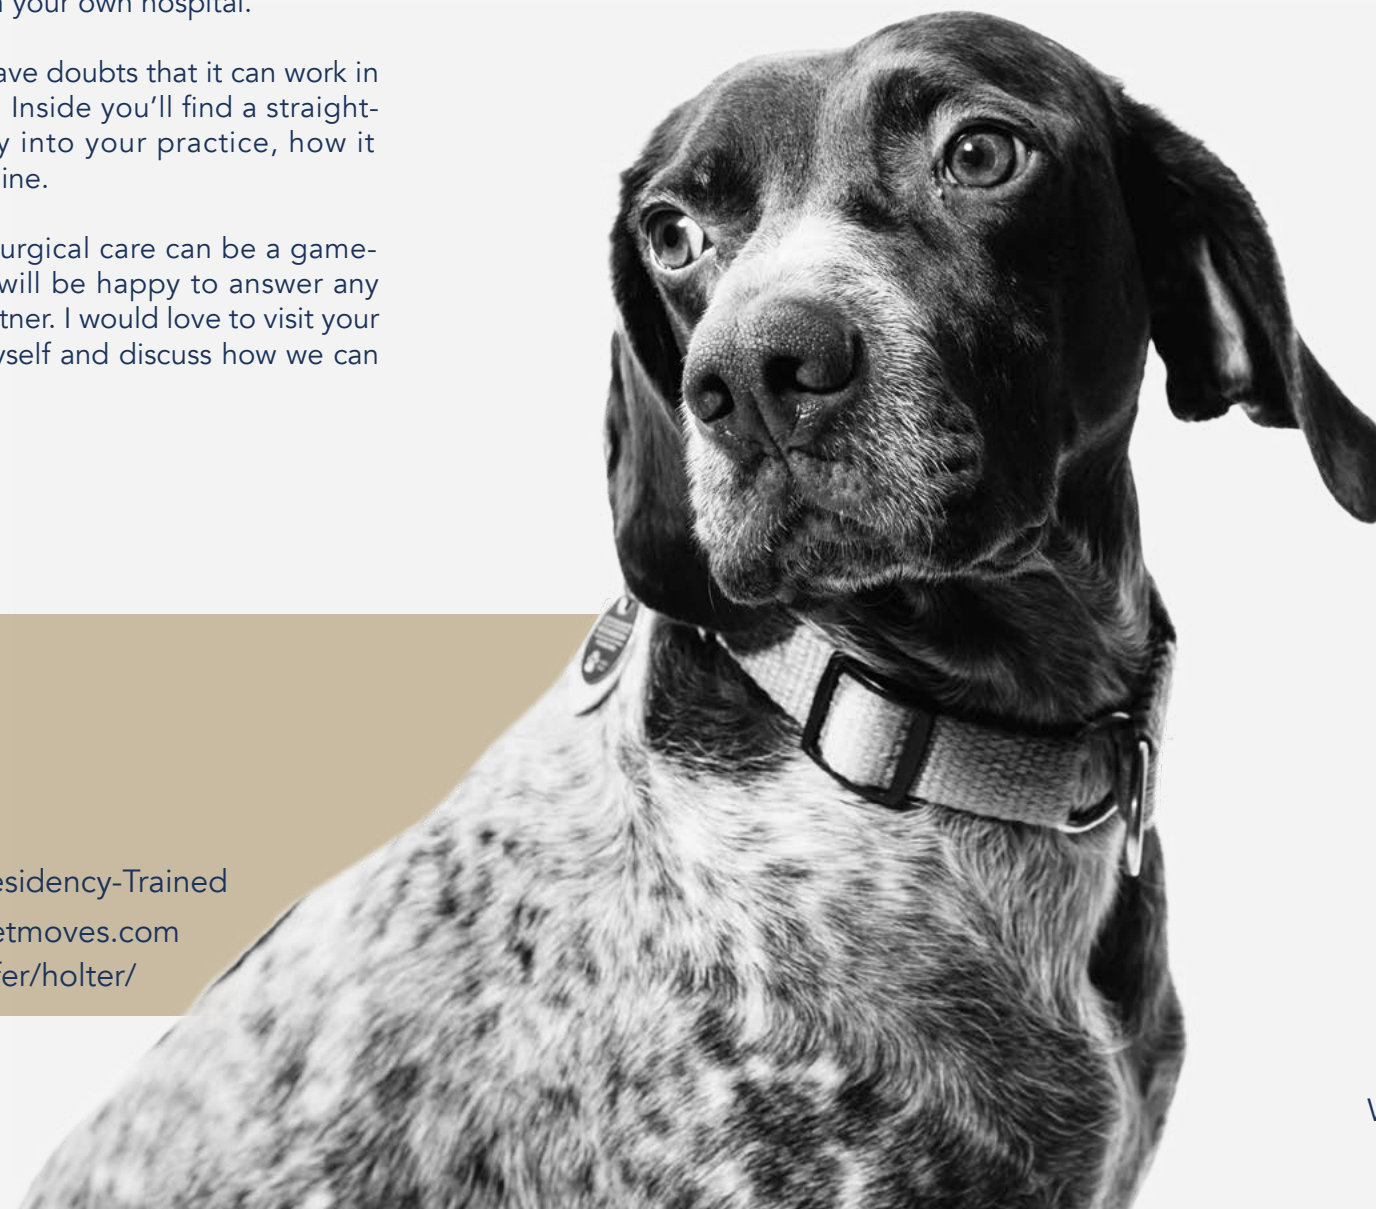 your own hospital.
ave doubts that it can work in
Inside you’ll find a straight-
y into your practice, how it
ine.
urgical care can be a game-
will be happy to answer any
tner. I would love to visit your
yself and discuss how we can
esidency-Trained
etmoves.com
fer/holter/